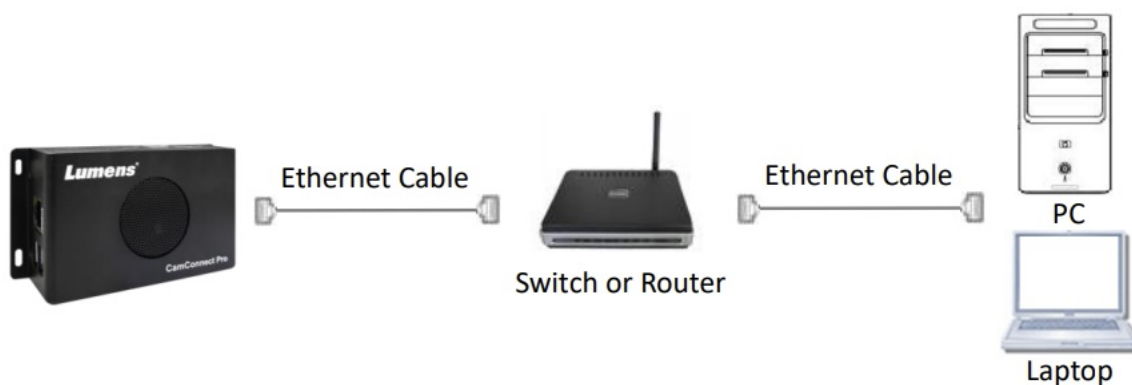 Lumens®
CamConnect Pro
Ethernet Cable
Switch or Router
Ethernet Cable
PC
Laptop